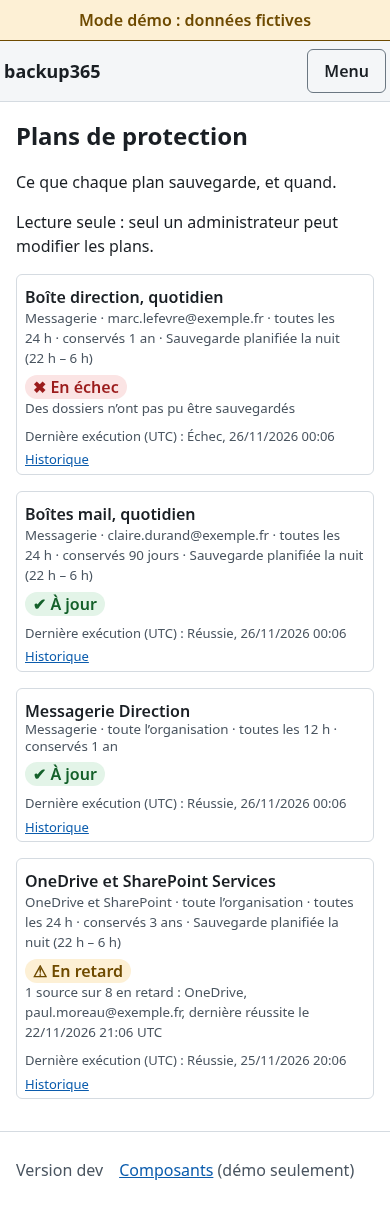 Mode démo : données fictives
backup365
Menu
Plans de protection
Ce que chaque plan sauvegarde, et quand.
Lecture seule : seul un administrateur peut
modifier les plans.
Boîte direction, quotidien
Messagerie · marc.lefevre@exemple.fr · toutes les
24 h · conservés 1 an · Sauvegarde planifiée la nuit
(22 h – 6 h)
✖ En échec
Des dossiers n’ont pas pu être sauvegardés
Dernière exécution (UTC) : Échec, 26/11/2026 00:06
Historique
Boîtes mail, quotidien
Messagerie · claire.durand@exemple.fr · toutes les
24 h · conservés 90 jours · Sauvegarde planifiée la nuit
(22 h – 6 h)
✔ À jour
Dernière exécution (UTC) : Réussie, 26/11/2026 00:06
Historique
Messagerie Direction
Messagerie · toute l’organisation · toutes les 12 h ·
conservés 1 an
✔ À jour
Dernière exécution (UTC) : Réussie, 26/11/2026 00:06
Historique
OneDrive et SharePoint Services
OneDrive et SharePoint · toute l’organisation · toutes
les 24 h · conservés 3 ans · Sauvegarde planifiée la
nuit (22 h – 6 h)
⚠ En retard
1 source sur 8 en retard : OneDrive,
paul.moreau@exemple.fr, dernière réussite le
22/11/2026 21:06 UTC
Dernière exécution (UTC) : Réussie, 25/11/2026 20:06
Historique
Version dev Composants (démo seulement)